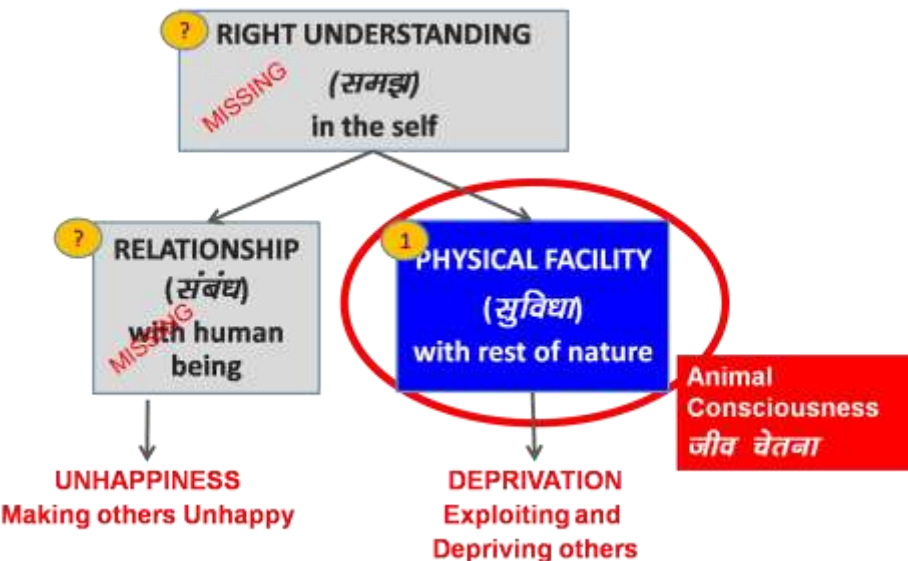 ?
RIGHT UNDERSTANDING
MISSING
(समझ)
in the self
?
RELATIONSHIP
(संबंध)
MISSING
with human
being
1
PHYSICAL FACILITY
(सुविधा)
with rest of nature
Animal
Consciousness
जीव चेतना
UNHAPPINESS
Making others Unhappy
DEPRIVATION
Exploiting and
Depriving others